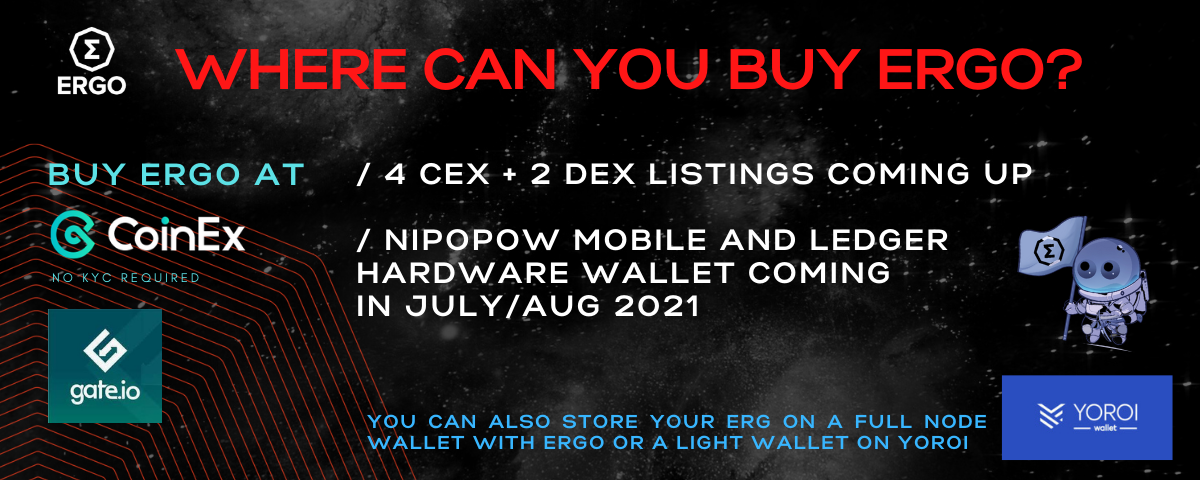 ERGO
WHERE CAN YOU BUY ERGO?
BUY ERGO AT
CoinEx
NO KYC REQUIRED
gate.io
/ 4 CEX + 2 DEX LISTINGS COMING UP
/ NIPOPOW MOBILE AND LEDGER
HARDWARE WALLET COMING
IN JULY/AUG 2021
YOU CAN ALSO STORE YOUR ERG ON A FULL NODE
WALLET WITH ERGO OR A LIGHT WALLET ON YOROI
YOROI
wallet